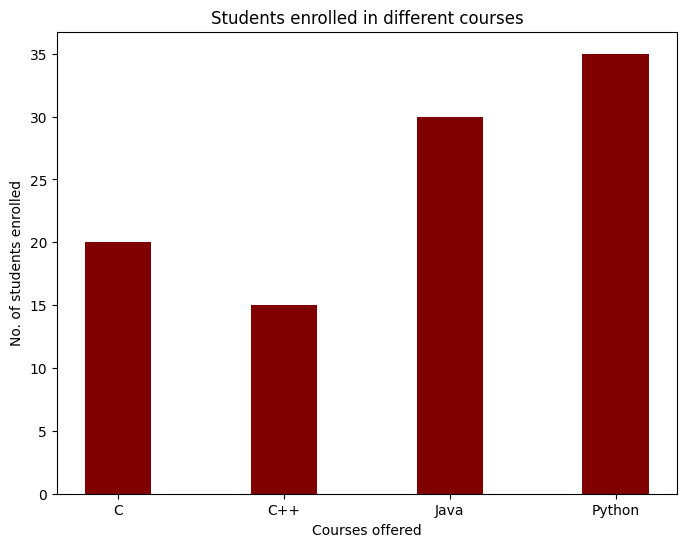 Students enrolled in different courses
No. of students enrolled
35
30
25
20
15
10
5
0
C C++ Java Python
Courses offered